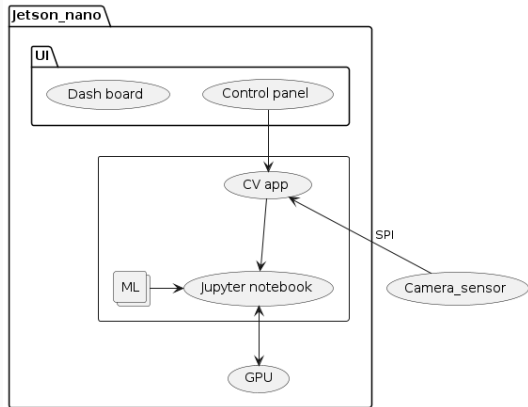 Jetson_nano
UI
Dash board
Control panel
CV app
SPI
ML
Jupyter notebook
Camera_sensor
GPU